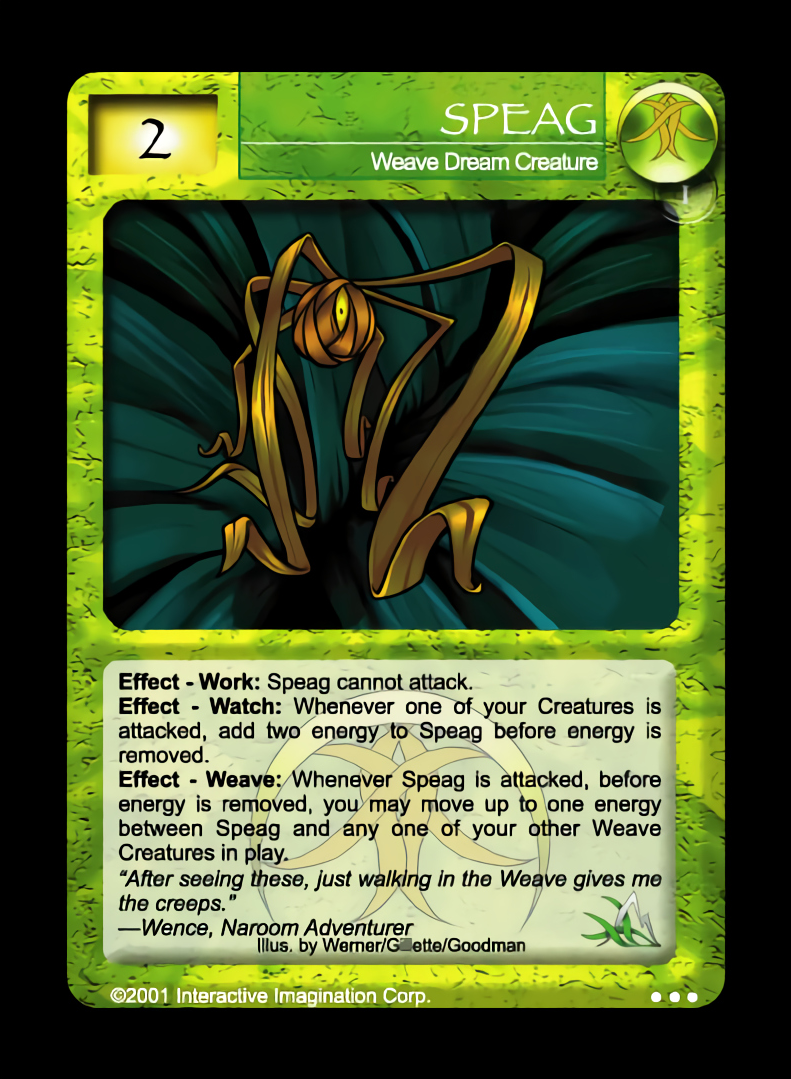 2
SPEAG
Weave Dream Creature
I
Effect - Work: Speag cannot attack.
Effect - Watch: Whenever one of your Creatures is
attacked, add two energy to Speag before energy is
removed.
Effect - Weave: Whenever Speag is attacked, before
energy is removed, you may move up to one energy
between Speag and any one of your other Weave
Creatures in play.
“After seeing these, just walking in the Weave gives me
the creeps.”
—Wence, Naroom Adventurer
Illus. by Werner/ /Goodman
©2001 Interactive Imagination Corp.